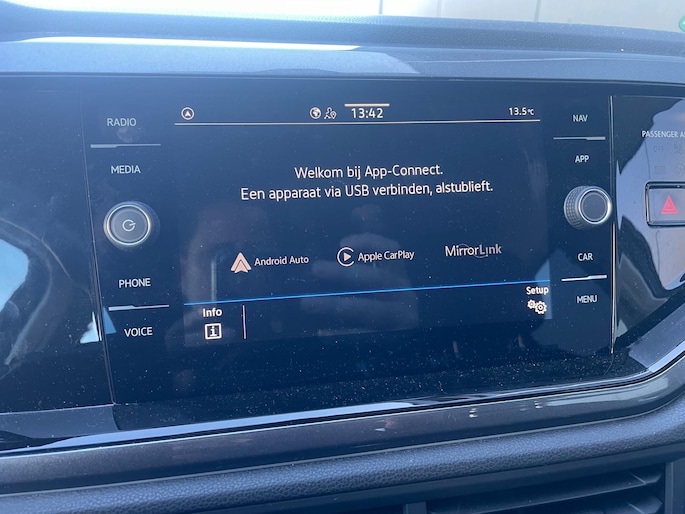 RADIO
MEDIA
PHONE
VOICE
13:42
13.5°C
Welkom bij App-Connect.
Een apparaat via USB verbinden, alstublieft.
Android Auto
Apple CarPlay
MirrorLink
Info
i
Setup
NAV
APP
CAR
MENU
PASSENGER